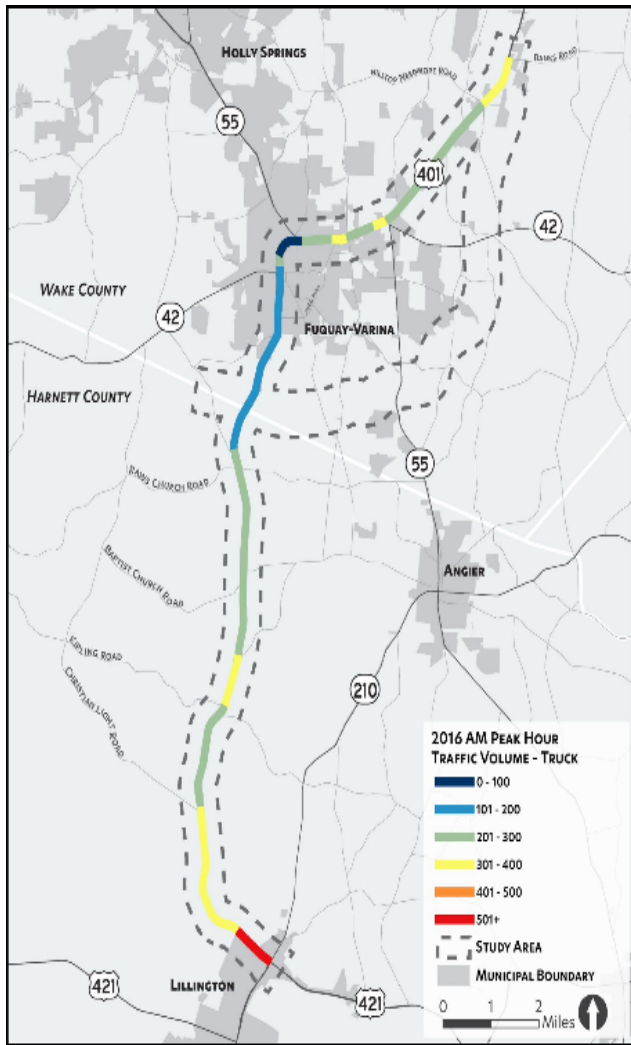 HOLLY SPRINGS
HILLTOP NEEDMORE ROAD
BANKS ROAD
55
401
42
WAKE COUNTY
42
FUQUAY-VARINA
HARNETT COUNTY
55
RAWLS CHURCH ROAD
ANGIER
BAPTIST CHURCH ROAD
KIPLING ROAD
210
CHRISTIAN LIGHT ROAD
2016 AM PEAK HOUR
TRAFFIC VOLUME - TRUCK
0 - 100
101 - 200
201 - 300
301 - 400
401 - 500
501+
STUDY AREA
MUNICIPAL BOUNDARY
421
LILLINGTON
421
0 1 2
Miles